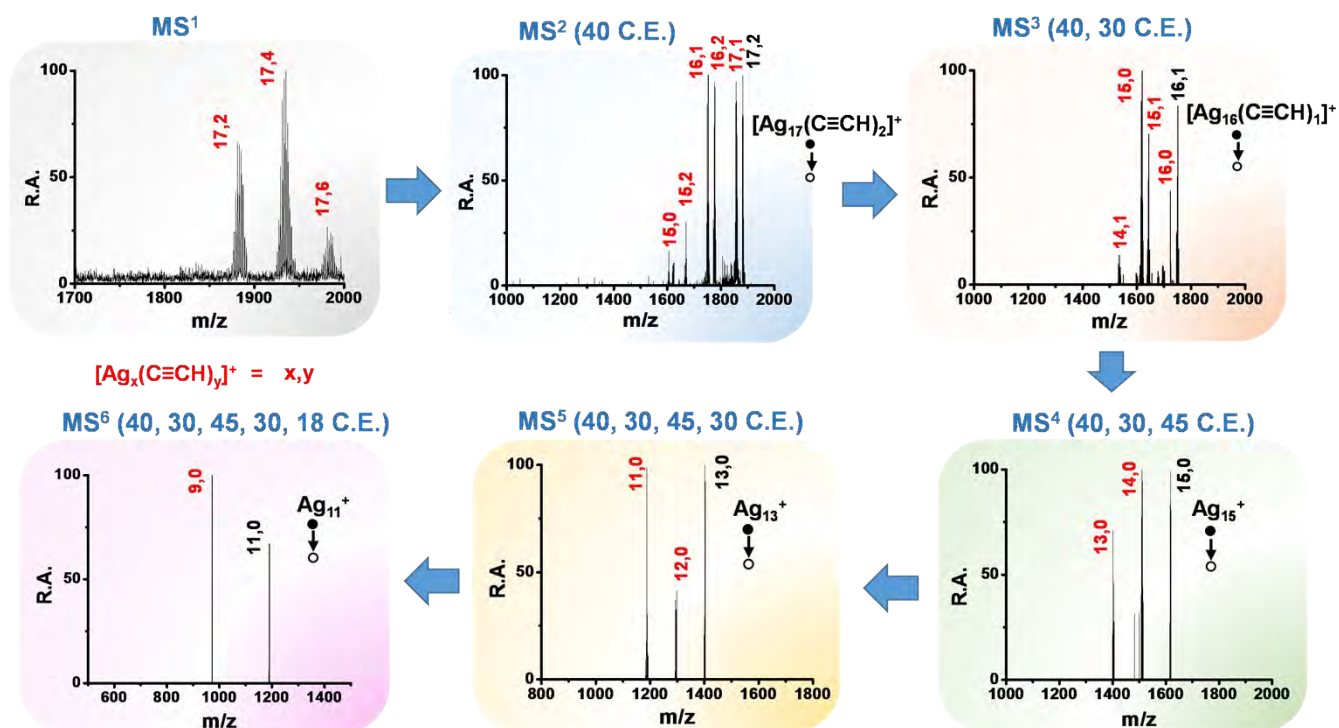 MS¹
R.A.
100
50
0
17,2
17,4
17,6
1700 1800 1900 2000
m/z
MS² (40 C.E.)
R.A.
100
50
0
15,0
15,2
16,1
16,2
17,1
17,2
[Ag₁₇(C≡CH)₂]⁺
1000 1200 1400 1600 1800 2000
m/z
MS³ (40, 30 C.E.)
R.A.
100
50
0
14,1
15,0
15,1
16,0
16,1
[Ag₁₆(C≡CH)₁]⁺
1000 1200 1400 1600 1800 2000
m/z
[Agₓ(C≡CH)ᵧ]⁺ = x,y
MS⁶ (40, 30, 45, 30, 18 C.E.)
R.A.
100
50
0
9,0
11,0
Ag₁₁⁺
600 800 1000 1200 1400
m/z
MS⁵ (40, 30, 45, 30 C.E.)
R.A.
100
50
0
11,0
12,0
13,0
Ag₁₃⁺
800 1000 1200 1400 1600 1800
m/z
MS⁴ (40, 30, 45 C.E.)
R.A.
100
50
0
13,0
14,0
15,0
Ag₁₅⁺
1000 1200 1400 1600 1800 2000
m/z